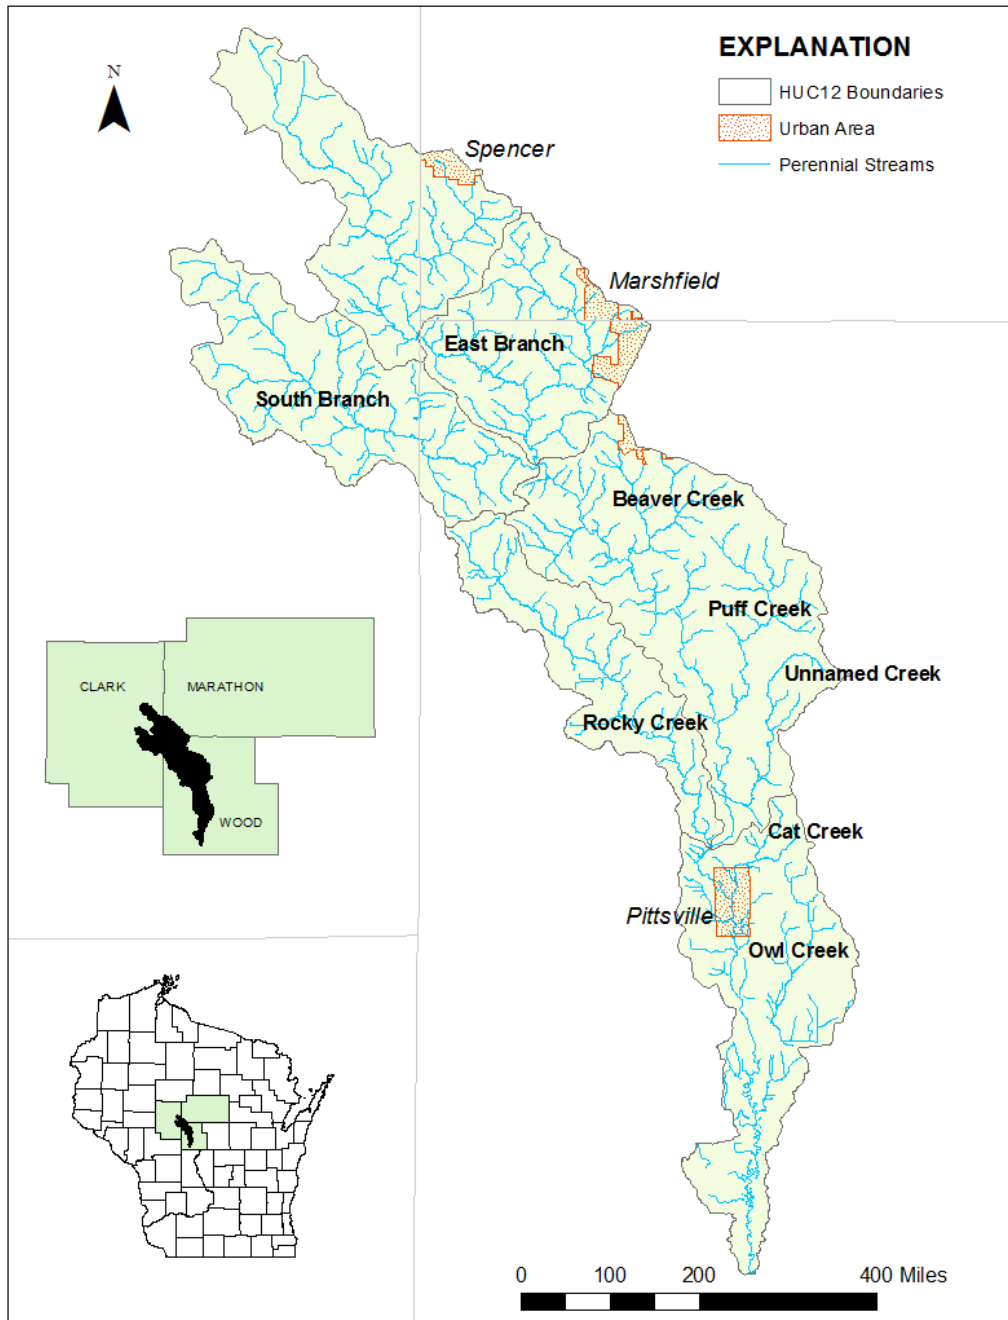 EXPLANATION
N
HUC12 Boundaries
Urban Area
Perennial Streams
Spencer
Marshfield
East Branch
South Branch
Beaver Creek
Puff Creek
Unnamed Creek
CLARK
MARATHON
Rocky Creek
WOOD
Cat Creek
Pittsville
Owl Creek
0 100 200 400 Miles